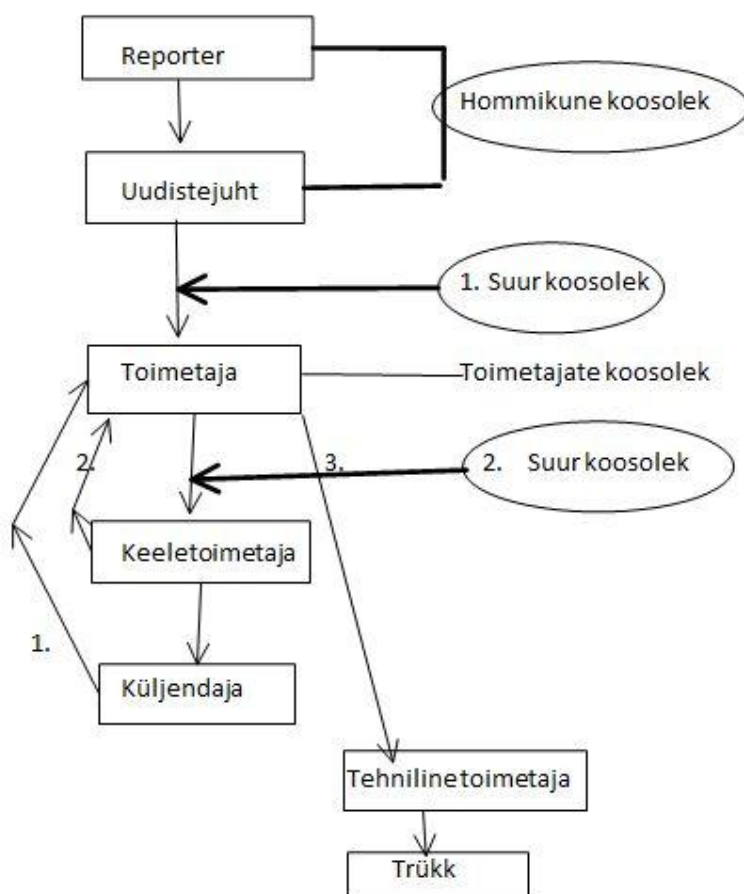 Reporter
Hommikune koosolek
Uudistejuht
1. Suur koosolek
Toimetaja
Toimetajate koosolek
2.
3.
2. Suur koosolek
Keeletoimetaja
1.
Küljendaja
Tehniline toimetaja
Trükk